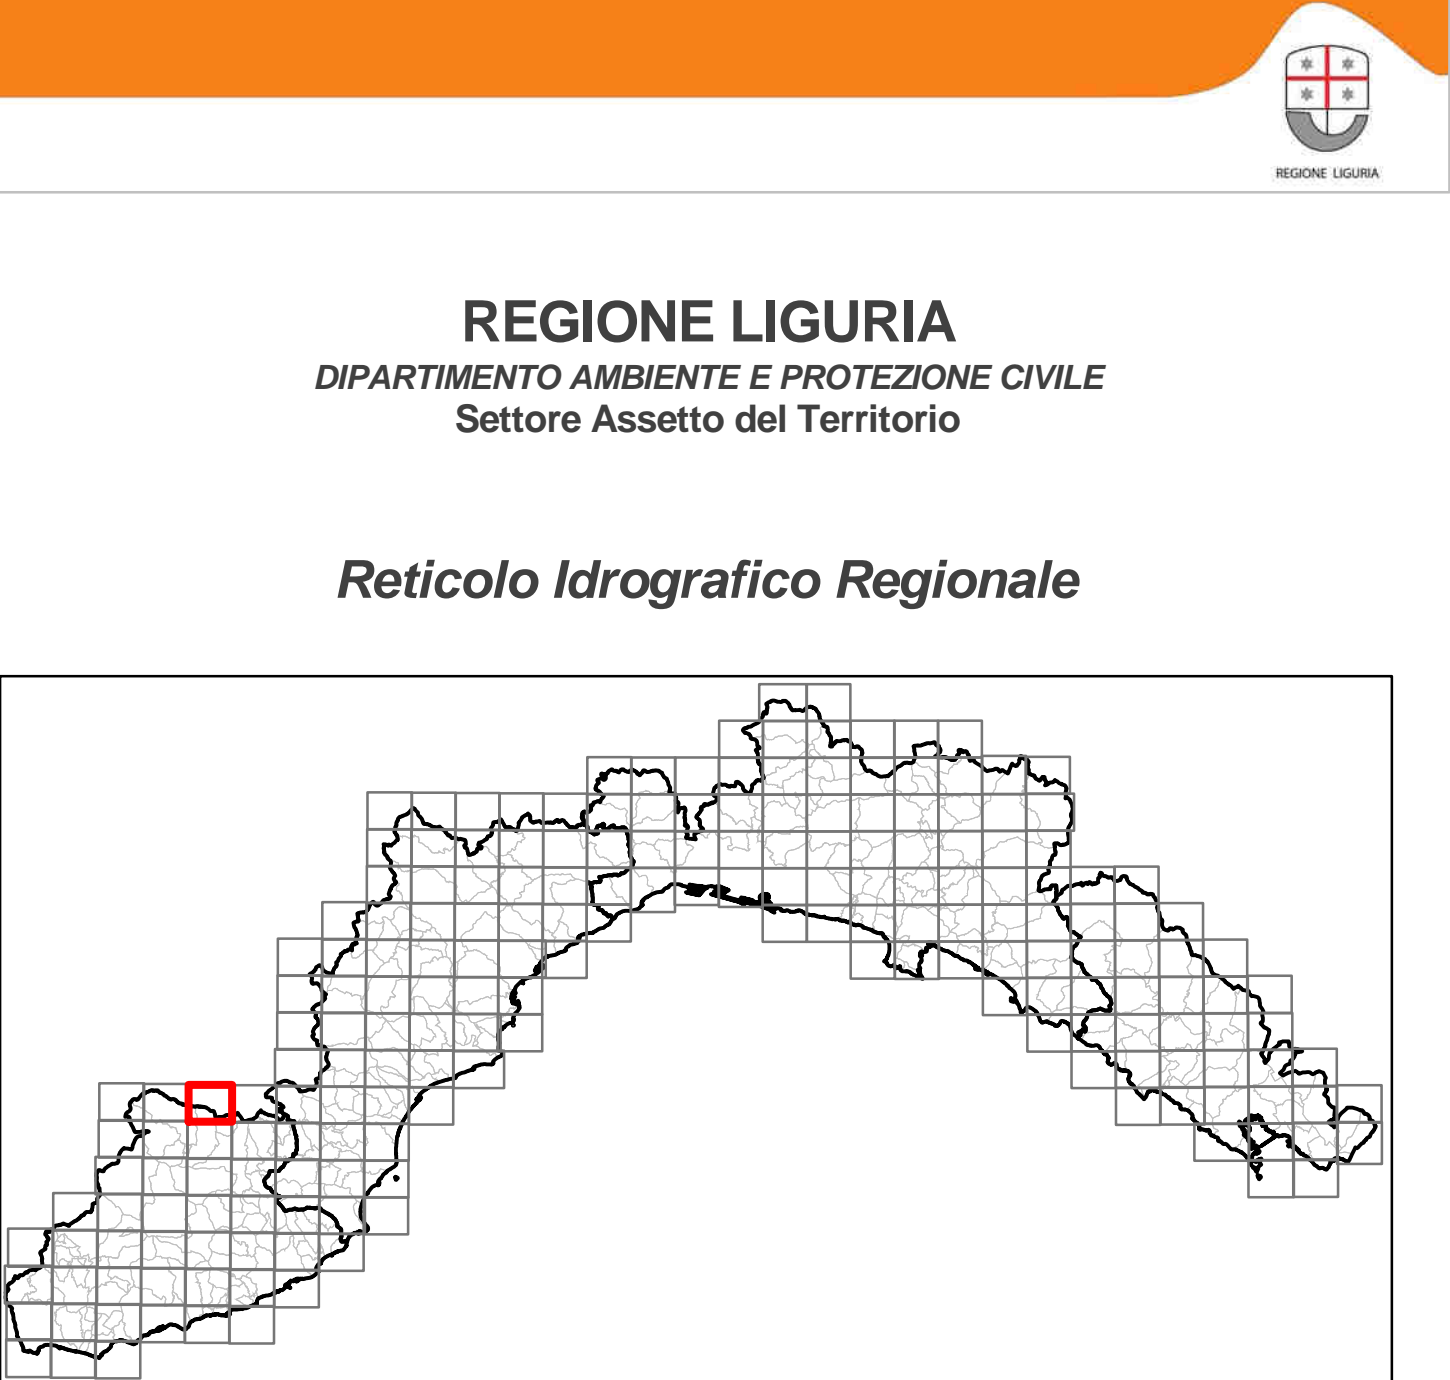 REGIONE LIGURIA
REGIONE LIGURIA
DIPARTIMENTO AMBIENTE E PROTEZIONE CIVILE
Settore Assetto del Territorio
Reticolo Idrografico Regionale